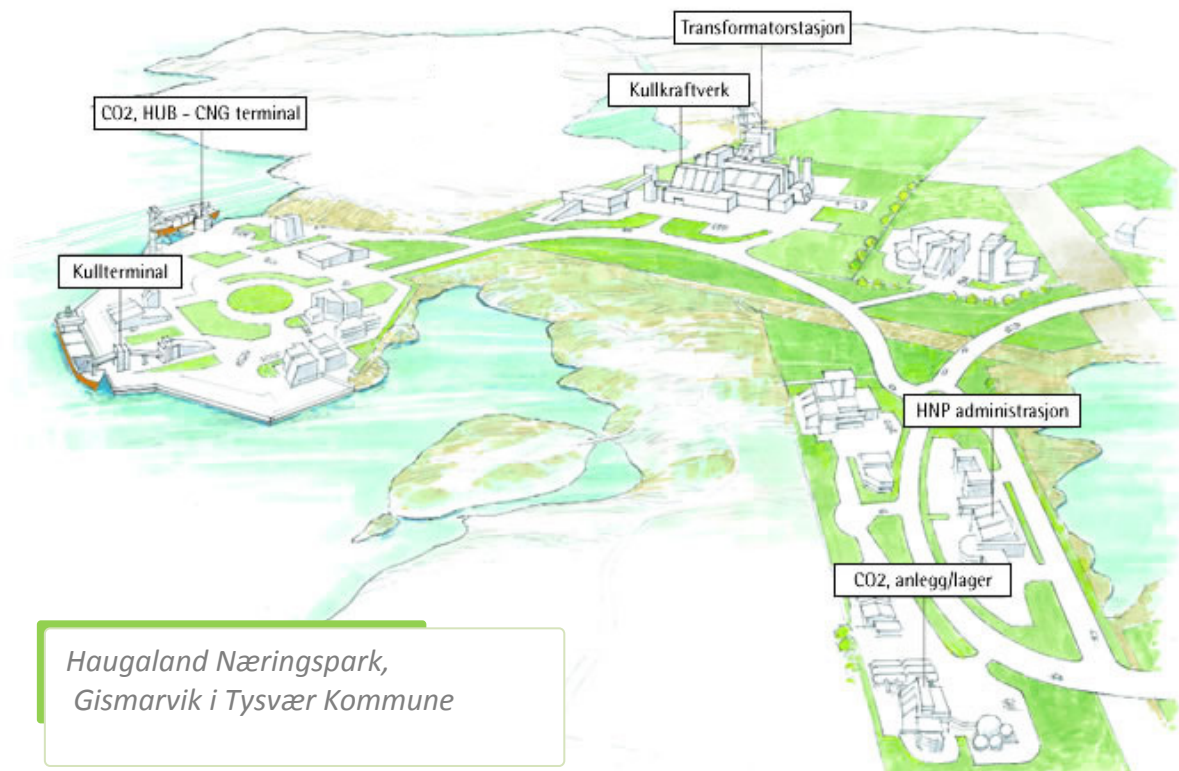 Transformatorstasjon
Kullkraftverk
CO2, HUB - CNG terminal
Kullterminal
HNP administrasjon
CO2, anlegg/lager
Haugaland Næringspark,
Gismarvik i Tysvær Kommune